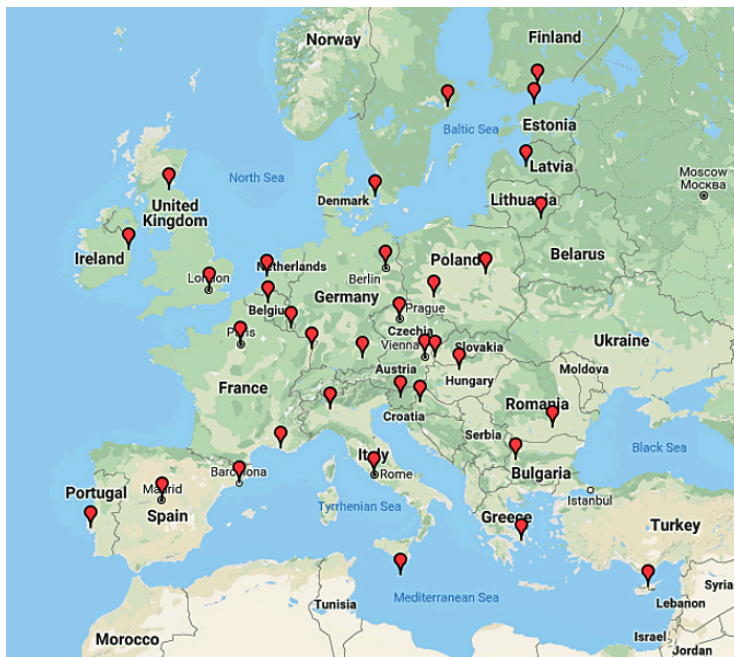 Norway
Finland
Estonia
Baltic Sea
Latvia
North Sea
Moscow
Москва
Denmark
Lithuania
United
Kingdom
Ireland
Belarus
Poland
Netherlands
London
Berlin
Germany
Belgium
Prague
Paris
Czechia
Ukraine
Vienna
Slovakia
Moldova
Austria
Hungary
France
Romania
Croatia
Serbia
Black Sea
Italy
Barcelona
Rome
Bulgaria
Madrid
Portugal
Istanbul
Tyrrhenian Sea
Spain
Greece
Turkey
Syria
Mediterranean Sea
Tunisia
Lebanon
Morocco
Israel
Jordan